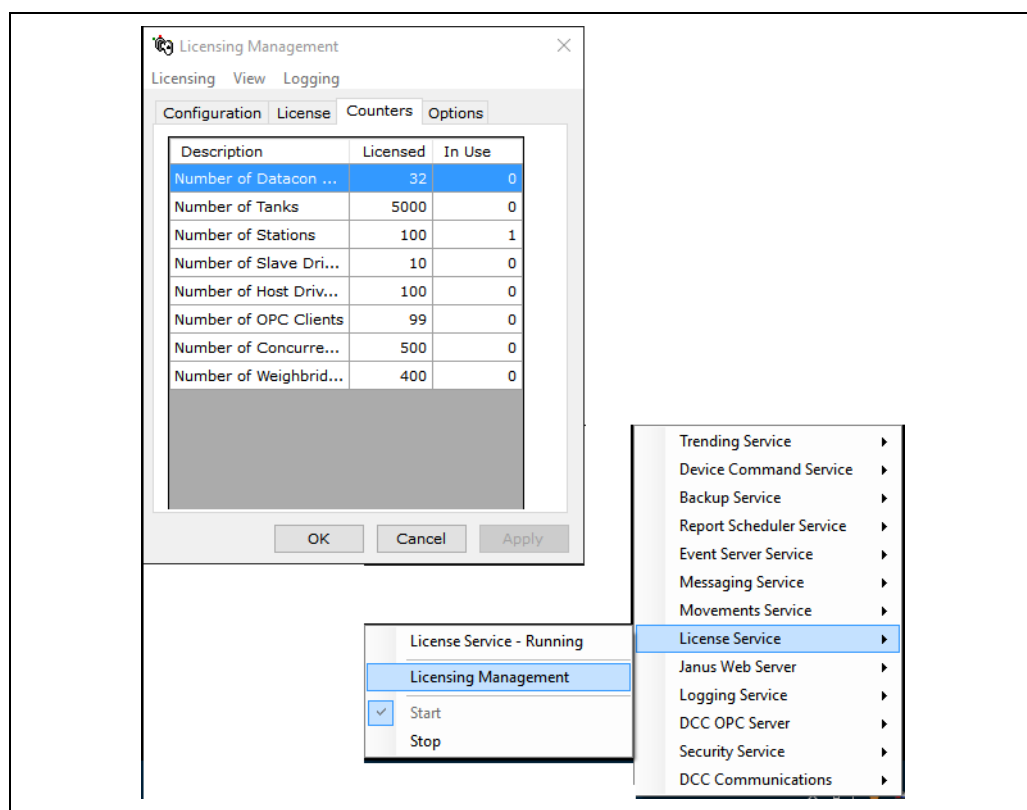 Licensing Management
Licensing View Logging
Configuration License Counters Options
Description Licensed In Use
Number of Datacon ... 32 0
Number of Tanks 5000 0
Number of Stations 100 1
Number of Slave Dri... 10 0
Number of Host Driv... 100 0
Number of OPC Clients 99 0
Number of Concurre... 500 0
Number of Weighbrid... 400 0
OK Cancel Apply
Trending Service
Device Command Service
Backup Service
Report Scheduler Service
Event Server Service
Messaging Service
Movements Service
License Service
Janus Web Server
Logging Service
DCC OPC Server
Security Service
DCC Communications
License Service - Running
Licensing Management
Start
Stop